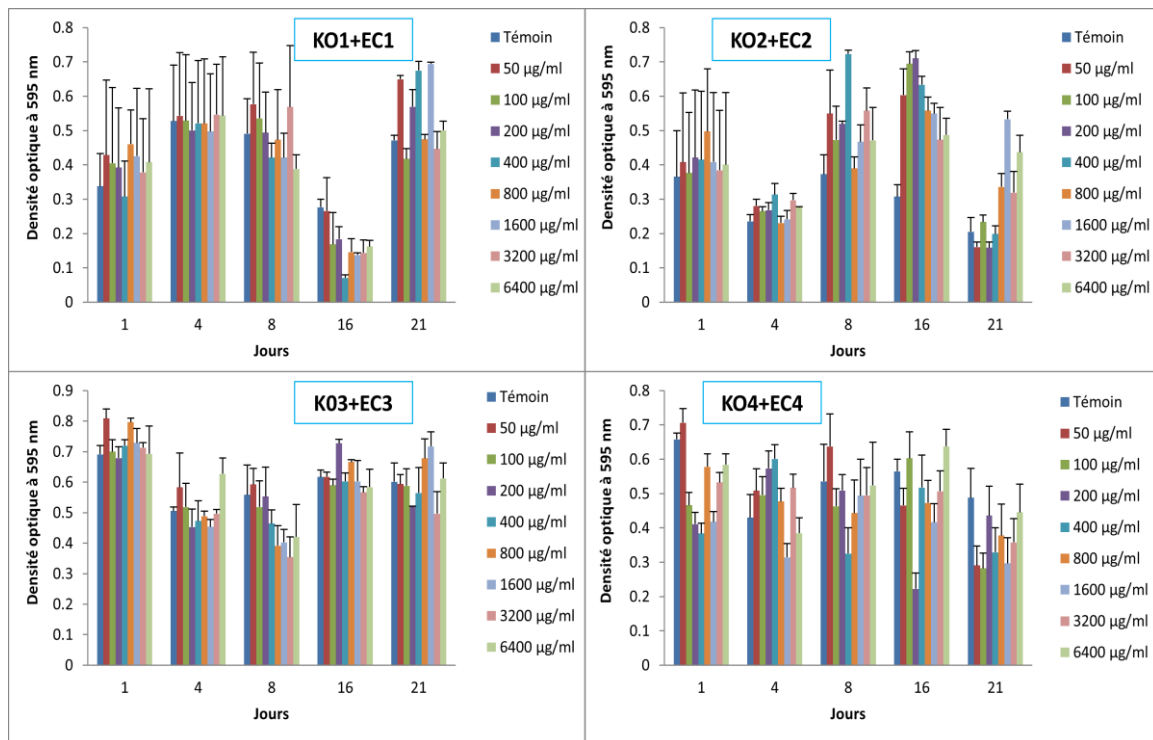 KO1+EC1
Densité optique à 595 nm
0.8
0.7
0.6
0.5
0.4
0.3
0.2
0.1
0
1 4 8 16 21
Jours
Témoin
50 µg/ml
100 µg/ml
200 µg/ml
400 µg/ml
800 µg/ml
1600 µg/ml
3200 µg/ml
6400 µg/ml
KO2+EC2
Densité optique à 595 nm
0.8
0.7
0.6
0.5
0.4
0.3
0.2
0.1
0
1 4 8 16 21
Jours
Témoin
50 µg/ml
100 µg/ml
200 µg/ml
400 µg/ml
800 µg/ml
1600 µg/ml
3200 µg/ml
6400 µg/ml
K03+EC3
Densité optique à 595 nm
0.9
0.8
0.7
0.6
0.5
0.4
0.3
0.2
0.1
0
1 4 8 16 21
Jours
Témoin
50 µg/ml
100 µg/ml
200 µg/ml
400 µg/ml
800 µg/ml
1600 µg/ml
3200 µg/ml
6400 µg/ml
KO4+EC4
Densité optique à 595 nm
0.8
0.7
0.6
0.5
0.4
0.3
0.2
0.1
0
1 4 8 16 21
Jours
Témoin
50 µg/ml
100 µg/ml
200 µg/ml
400 µg/ml
800 µg/ml
1600 µg/ml
3200 µg/ml
6400 µg/ml